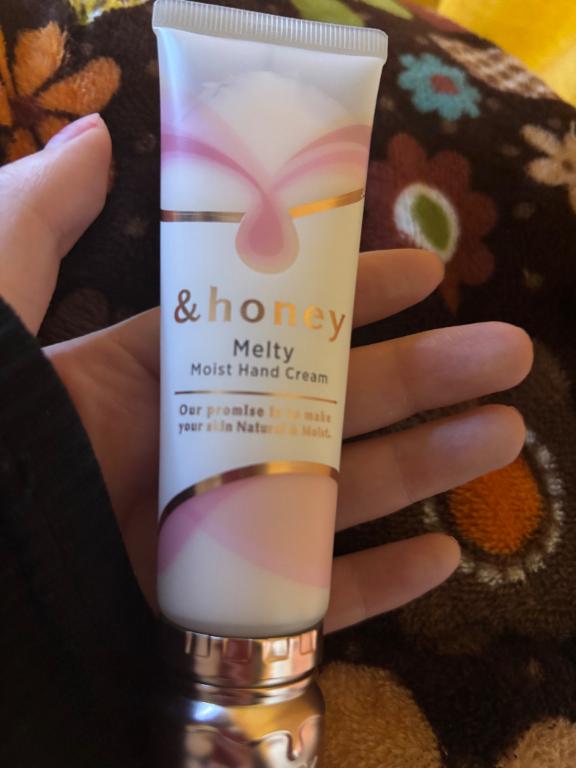 &honey
Melty
Moist Hand Cream
Our promise is to make
your skin Natural & Moist.